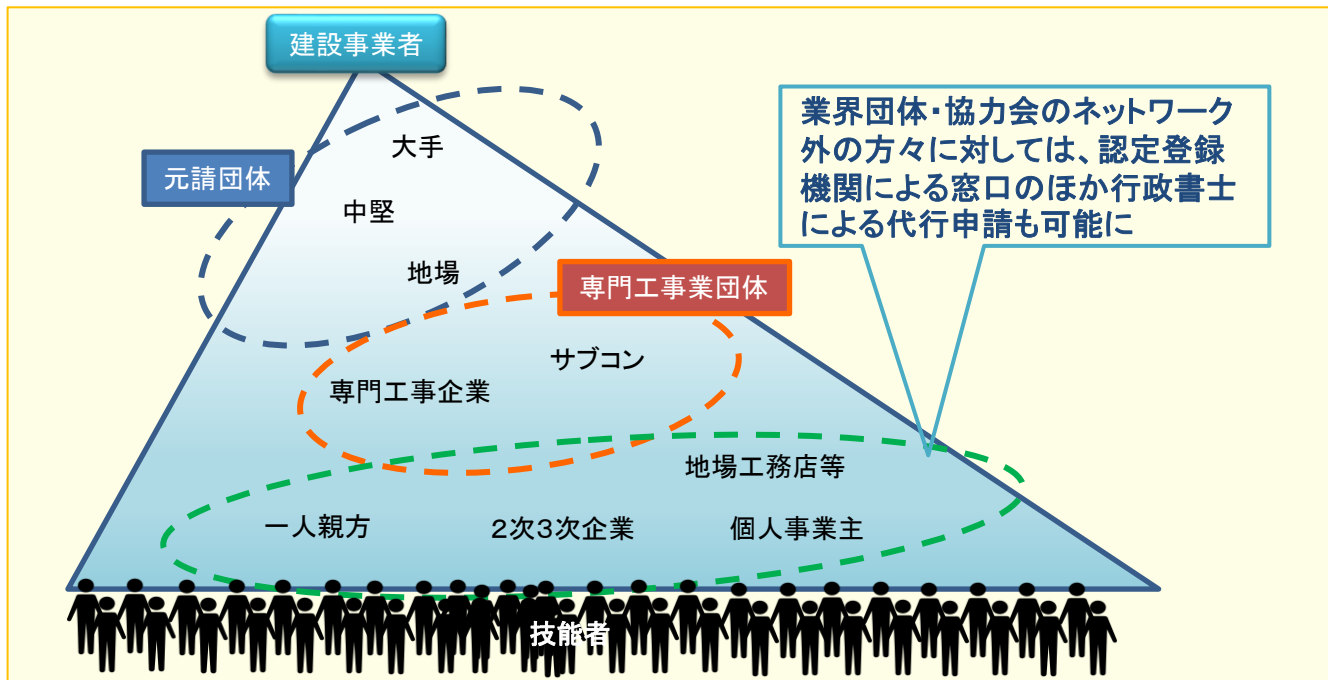 建設事業者
大手
元請団体
中堅
地場
業界団体・協力会のネットワーク
外の方々に対しては、認定登録
機関による窓口のほか行政書士
による代行申請も可能に
専門工事業団体
サブコン
専門工事企業
地場工務店等
一人親方
２次３次企業
個人事業主
技能者